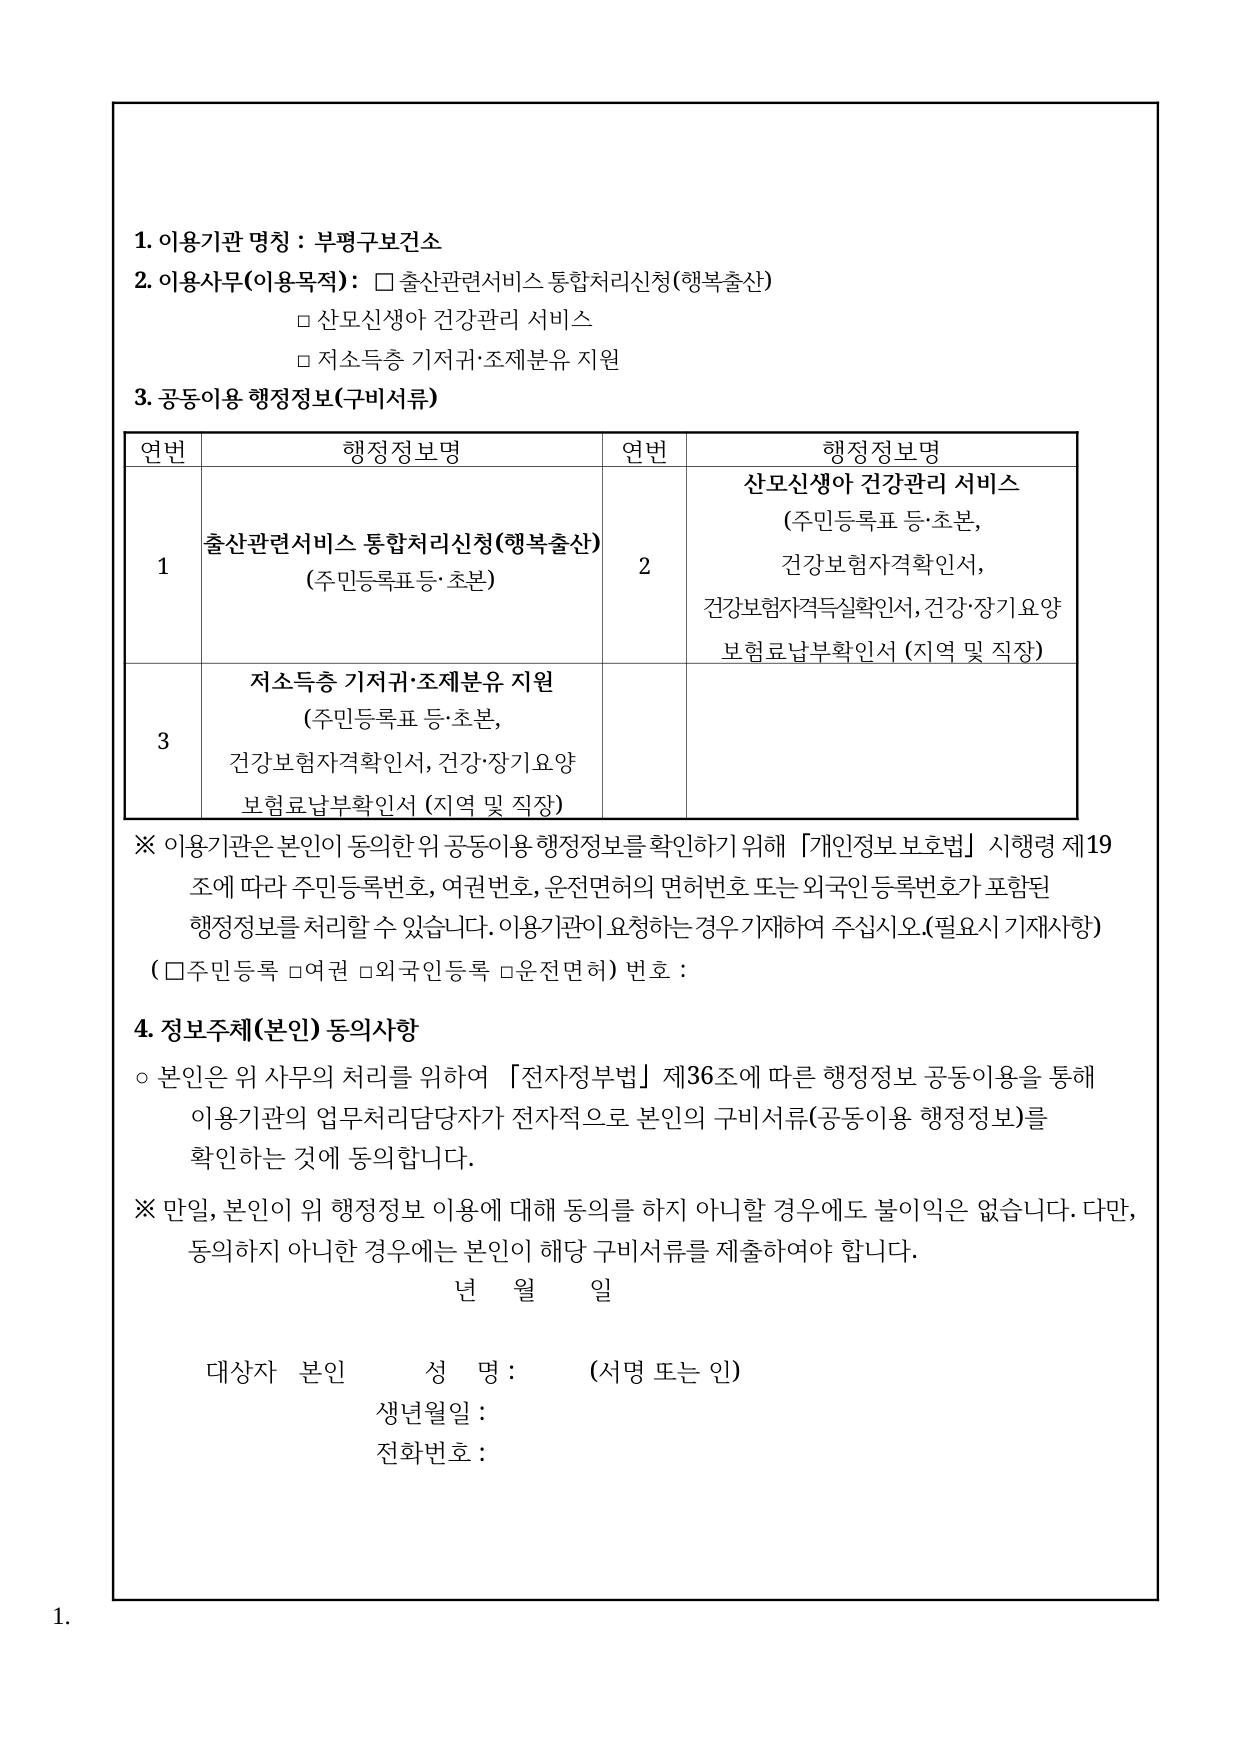 1. 이용기관 명칭 : 부평구보건소
2. 이용사무(이용목적) : □ 출산관련서비스 통합처리신청(행복출산)
□ 산모신생아 건강관리 서비스
□ 저소득층 기저귀·조제분유 지원
3. 공동이용 행정정보(구비서류)
연번 행정정보명 연번 행정정보명
1
출산관련서비스 통합처리신청(행복출산)
(주민등록표 등·초본)
2
산모신생아 건강관리 서비스
(주민등록표 등·초본,
건강보험자격확인서,
건강보험자격득실확인서, 건강·장기요양
보험료납부확인서 (지역 및 직장)
3
저소득층 기저귀·조제분유 지원
(주민등록표 등·초본,
건강보험자격확인서, 건강·장기요양
보험료납부확인서 (지역 및 직장)
※ 이용기관은 본인이 동의한 위 공동이용 행정정보를 확인하기 위해「개인정보 보호법」시행령 제19
조에 따라 주민등록번호, 여권번호, 운전면허의 면허번호 또는 외국인등록번호가 포함된
행정정보를 처리할 수 있습니다. 이용기관이 요청하는 경우 기재하여 주십시오.(필요시 기재사항)
( □주민등록 □여권 □외국인등록 □운전면허) 번호 :
4. 정보주체(본인) 동의사항
○ 본인은 위 사무의 처리를 위하여 「전자정부법」제36조에 따른 행정정보 공동이용을 통해
이용기관의 업무처리담당자가 전자적으로 본인의 구비서류(공동이용 행정정보)를
확인하는 것에 동의합니다.
※ 만일, 본인이 위 행정정보 이용에 대해 동의를 하지 아니할 경우에도 불이익은 없습니다. 다만,
동의하지 아니한 경우에는 본인이 해당 구비서류를 제출하여야 합니다.
년 월 일
대상자 본인 성 명 : (서명 또는 인)
생년월일 :
전화번호 :
1.